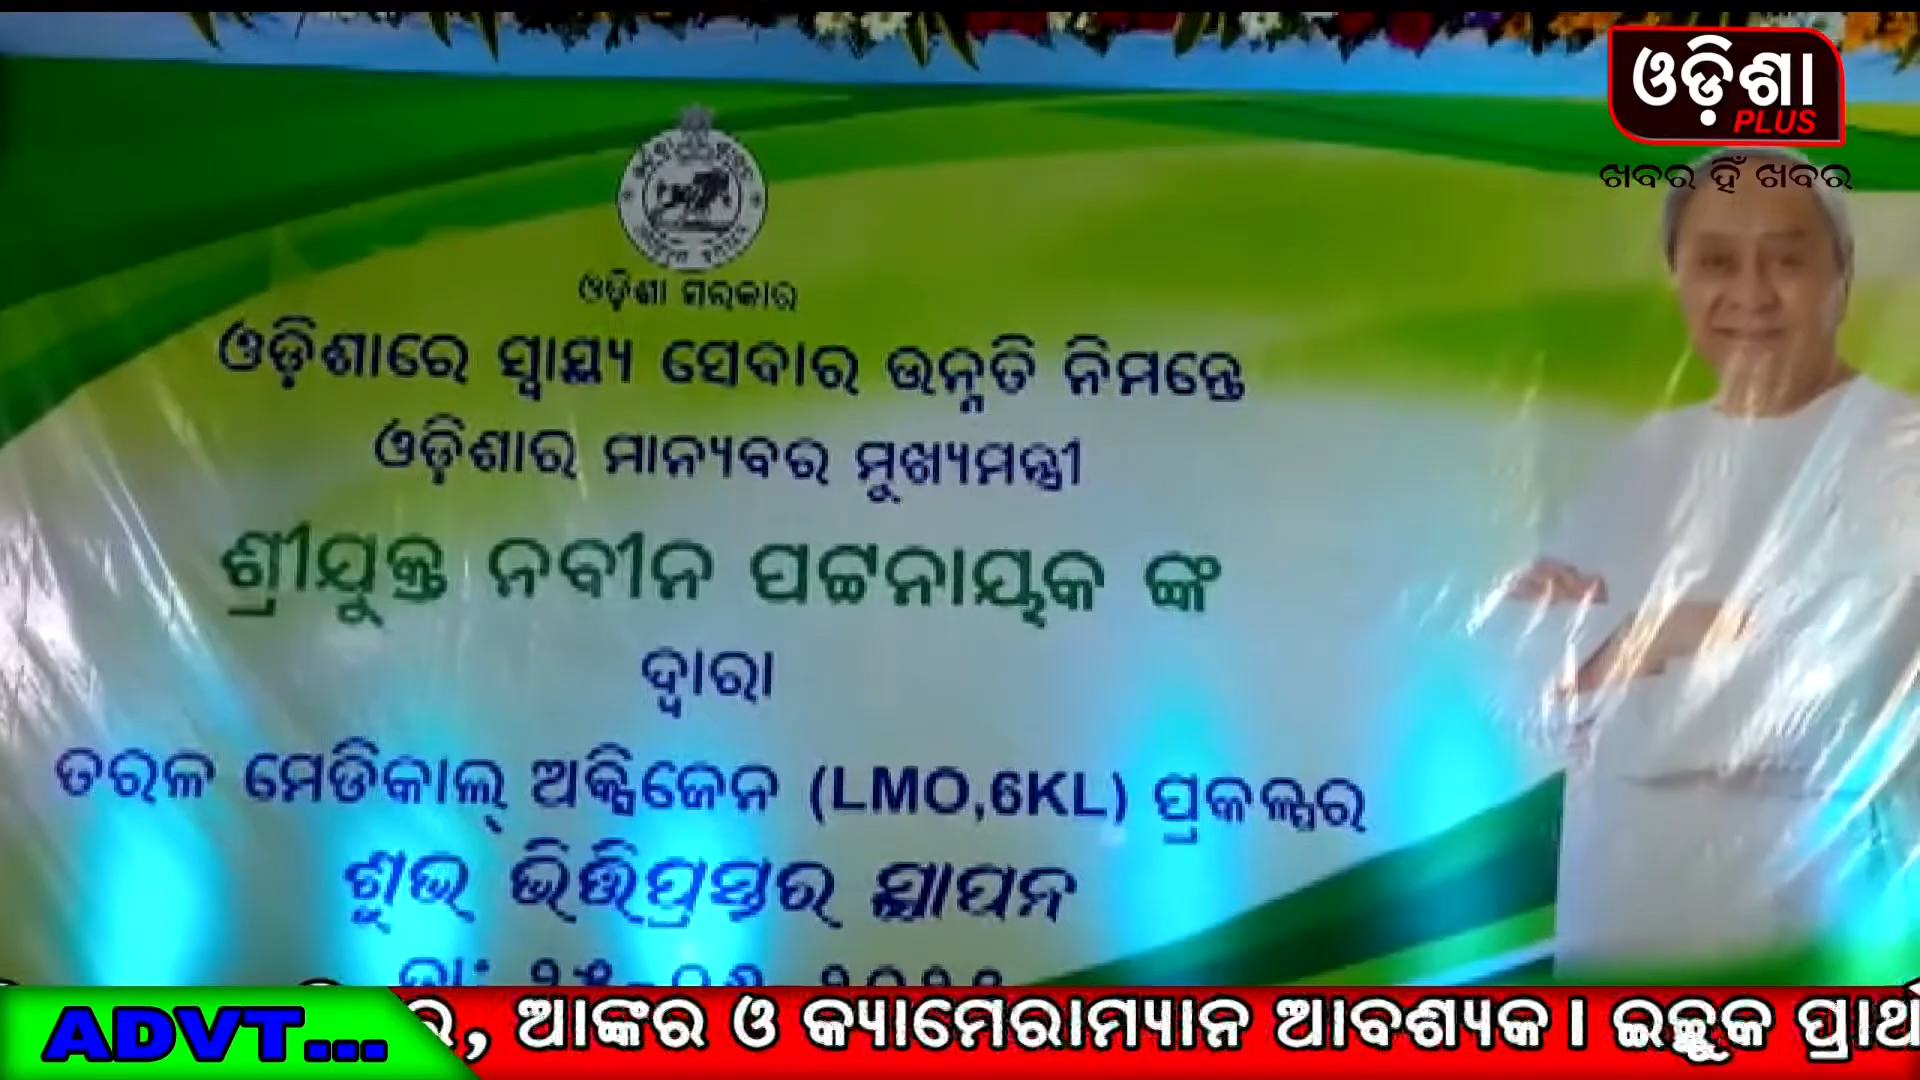 ଓଡ଼ିଶା
PLUS
ଖବର ହିଁ ଖବର
ଓଡ଼ିଶା ସରକାର
ଓଡ଼ିଶାରେ ସ୍ୱାସ୍ଥ୍ୟ ସେବାର ଉନ୍ନତି ନିମନ୍ତେ
ଓଡ଼ିଶାର ମାନ୍ୟବର ମୁଖ୍ୟମନ୍ତ୍ରୀ
ଶ୍ରୀଯୁକ୍ତ ନବୀନ ପଟ୍ଟନାୟକ ଙ୍କ
ଦ୍ୱାରା
ତରଳ ମେଡିକାଲ୍ ଅକ୍ସିଜେନ (LMO,6KL) ପ୍ରକଳ୍ପର
ଶୁଭ ଭିତ୍ତିପ୍ରସ୍ତର ସ୍ଥାପନ
ADVT... ର, ଆଙ୍କର ଓ କ୍ୟାମେରାମ୍ୟାନ ଆବଶ୍ୟକ । ଇଚ୍ଛୁକ